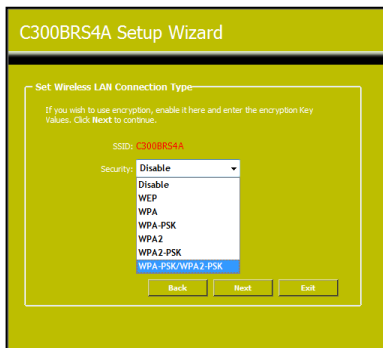 C300BRS4A Setup Wizard
Set Wireless LAN Connection Type
If you wish to use encryption, enable it here and enter the encryption Key
Values. Click Next to continue.
SSID: C300BRS4A
Security: Disable
Disable
WEP
WPA
WPA-PSK
WPA2
WPA2-PSK
WPA-PSK/WPA2-PSK
Back Next Exit